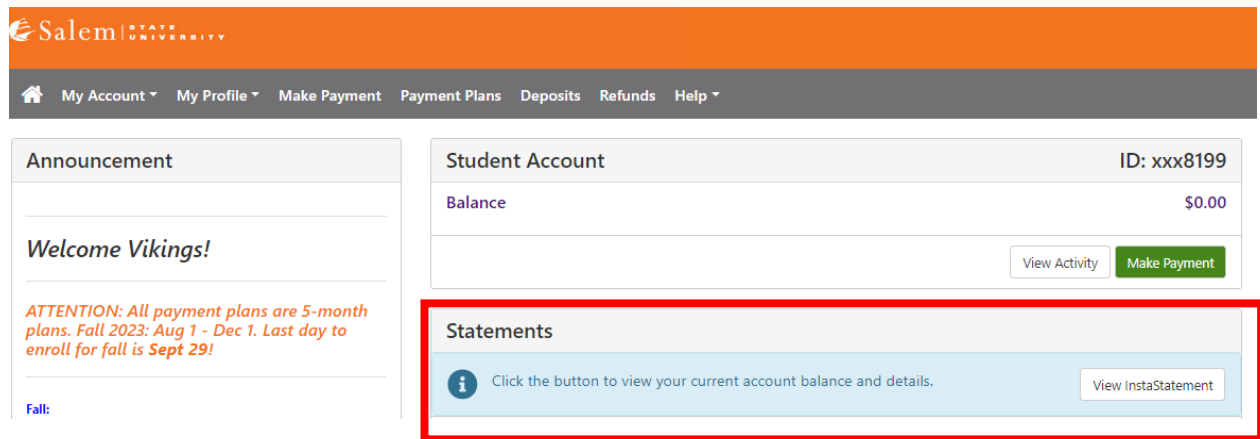 Salem STATE UNIVERSITY
My Account My Profile Make Payment Payment Plans Deposits Refunds Help
Announcement
Welcome Vikings!
ATTENTION: All payment plans are 5-month
plans. Fall 2023: Aug 1 - Dec 1. Last day to
enroll for fall is Sept 29!
Fall:
Student Account ID: xxx8199
Balance $0.00
View Activity Make Payment
Statements
Click the button to view your current account balance and details. View InstaStatement